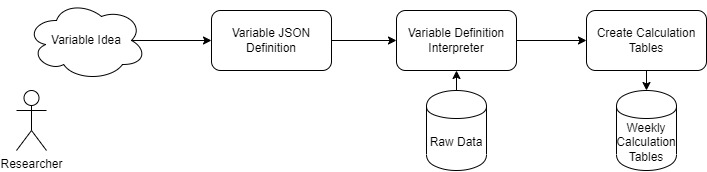 Variable Idea
Variable JSON
Definition
Variable Definition
Interpreter
Create Calculation
Tables
Researcher
Raw Data
Weekly
Calculation
Tables